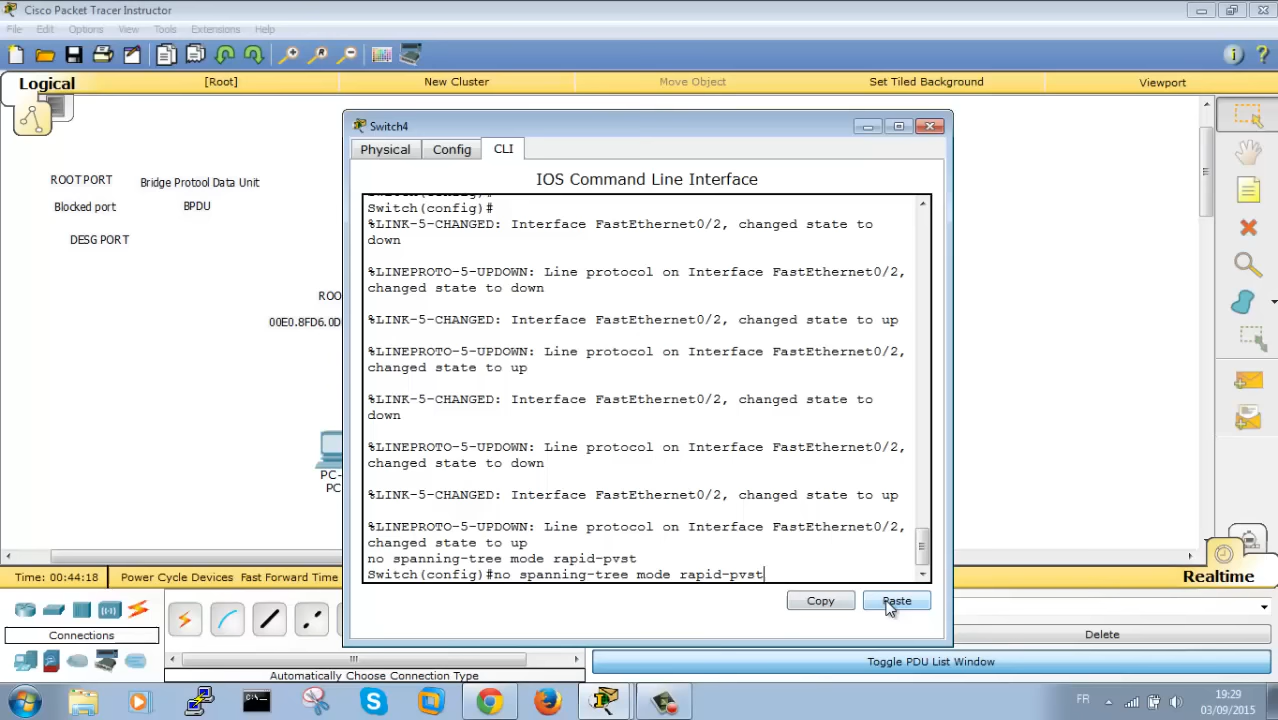 Cisco Packet Tracer Instructor
File Edit Options View Tools Extensions Help
Logical [Root] New Cluster Move Object Set Tiled Background Viewport
Switch4
Physical Config CLI
IOS Command Line Interface
ROOT PORT Bridge Protool Data Unit
Blocked port BPDU
DESG PORT
ROO
00E0.8FD6.0D
PC-
PC
Switch(config)#
%LINK-5-CHANGED: Interface FastEthernet0/2, changed state to
down
%LINEPROTO-5-UPDOWN: Line protocol on Interface FastEthernet0/2,
changed state to down
%LINK-5-CHANGED: Interface FastEthernet0/2, changed state to up
%LINEPROTO-5-UPDOWN: Line protocol on Interface FastEthernet0/2,
changed state to up
%LINK-5-CHANGED: Interface FastEthernet0/2, changed state to
down
%LINEPROTO-5-UPDOWN: Line protocol on Interface FastEthernet0/2,
changed state to down
%LINK-5-CHANGED: Interface FastEthernet0/2, changed state to up
%LINEPROTO-5-UPDOWN: Line protocol on Interface FastEthernet0/2,
changed state to up
no spanning-tree mode rapid-pvst
Switch(config)#no spanning-tree mode rapid-pvst
Copy Paste
Time: 00:44:18 Power Cycle Devices Fast Forward Time
Realtime
Connections
Delete
Toggle PDU List Window
Automatically Choose Connection Type
FR
19:29
03/09/2015